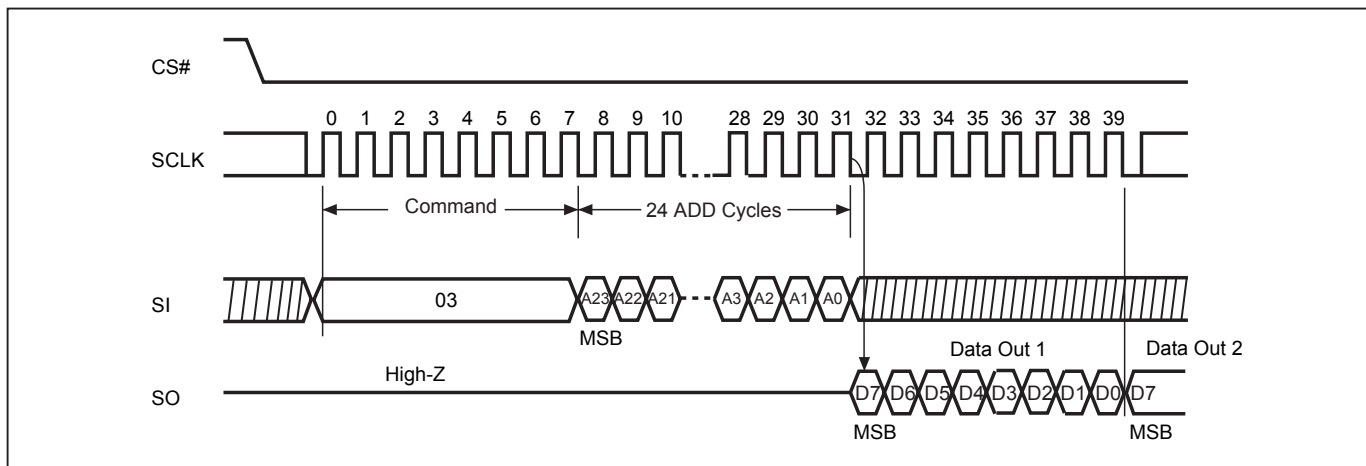 CS#
0 1 2 3 4 5 6 7 8 9 10 28 29 30 31 32 33 34 35 36 37 38 39
SCLK
Command
24 ADD Cycles
SI
03
A23 A22 A21 A3 A2 A1 A0
MSB
Data Out 1
Data Out 2
High-Z
SO
D7 D6 D5 D4 D3 D2 D1 D0 D7
MSB
MSB